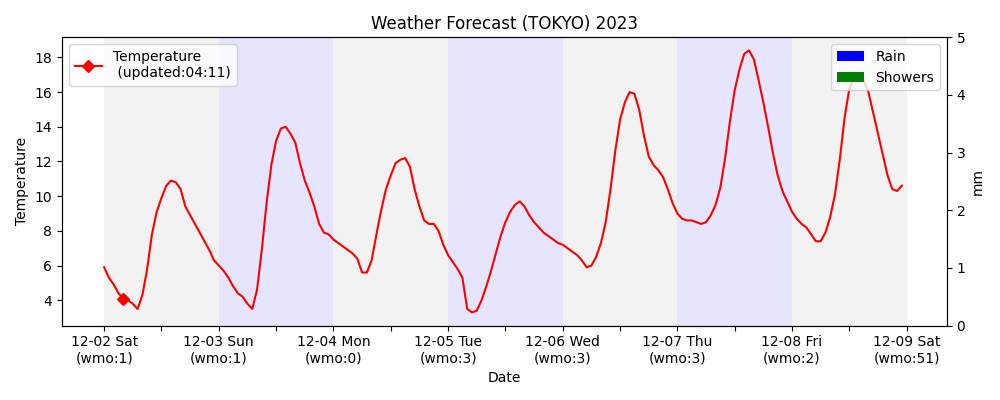 Weather Forecast (TOKYO) 2023
Temperature
(updated:04:11)
Rain
Showers
18
16
14
12
10
8
6
4
Temperature
5
4
3
2
1
0
mm
12-02 Sat 12-03 Sun 12-04 Mon 12-05 Tue 12-06 Wed 12-07 Thu 12-08 Fri 12-09 Sat
(wmo:1) (wmo:1) (wmo:0) (wmo:3) (wmo:3) (wmo:3) (wmo:2) (wmo:51)
Date